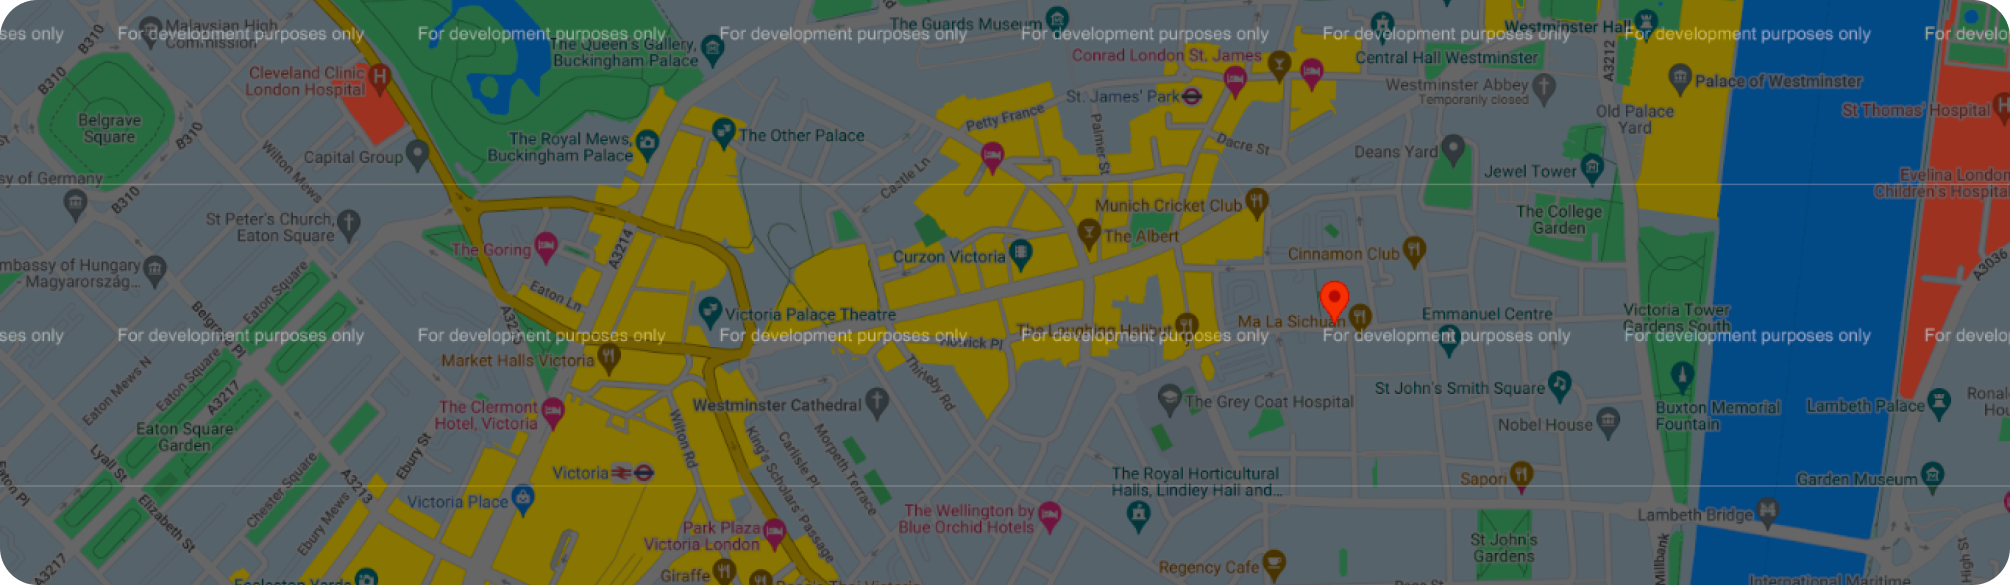 ses only
For development purposes only
For development purposes only
For development purposes only
For development purposes only
For development purposes only
For development purposes only
For develo
Malaysian High
Commission
B310
The Guards Museum
Westminster Hall
The Queen's Gallery,
Buckingham Palace
Conrad London St. James
Central Hall Westminster
A3212
Cleveland Clinic
London Hospital
B310
St. James' Park
Westminster Abbey
Temporarily closed
Palace of Westminster
Old Palace
Yard
St Thomas' Hospital
Belgrave
Square
B310
Petty France
Palmer St
Dacre St
The Royal Mews,
Buckingham Palace
The Other Palace
Capital Group
Wilton Mews
Castle Ln
Deans Yard
Jewel Tower
Evelina London
Children's Hospital
sy of Germany
B310
St Peter's Church,
Eaton Square
Munich Cricket Club
The College
Garden
The Goring
A3214
The Albert
Curzon Victoria
Cinnamon Club
mbassy of Hungary
- Magyarország...
Eaton Square
Eaton Ln
A3036
Belgrave Pl
Victoria Palace Theatre
The Laughing Halibut
Ma La Sichuan
Emmanuel Centre
Victoria Tower
Gardens South
ses only
For development purposes only
For development purposes only
For development purposes only
For development purposes only
For development purposes only
For development purposes only
For develo
Market Halls Victoria
Thirleby Rd
Eaton Mews N
Eaton Square
A3217
St John's Smith Square
The Clermont
Hotel, Victoria
Westminster Cathedral
The Grey Coat Hospital
Buxton Memorial
Fountain
Lambeth Palace
Ronal
Hou
Eaton Square
Garden
Wilton Rd
Nobel House
Lyall St
Ebury St
King's Scholars' Passage
Carlisle Pl
Morpeth Terrace
Eaton Pl
Chester Square
A3213
Victoria
The Royal Horticultural
Halls, Lindley Hall and...
Sapori
Garden Museum
Elizabeth St
Ebury Mews
Victoria Place
The Wellington by
Blue Orchid Hotels
Lambeth Bridge
Park Plaza
Victoria London
St John's
Gardens
Millbank
High St
A3217
Regency Cafe
Giraffe
Eccleston Yards
Page St
International Maritime